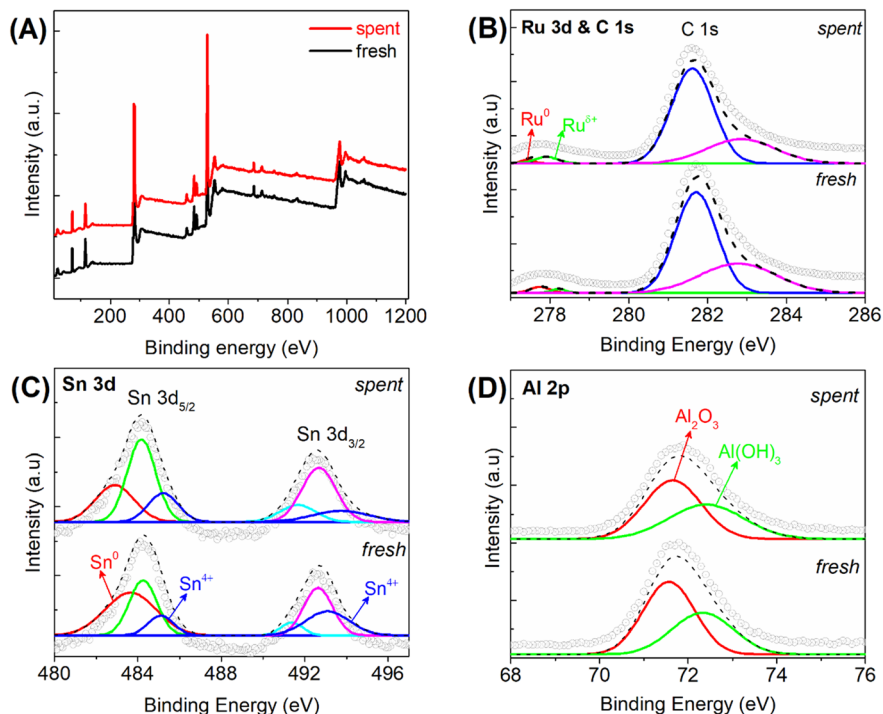 (A)
spent
fresh
Intensity (a.u.)
200 400 600 800 1000 1200
Binding energy (eV)
(B) Ru 3d & C 1s
C 1s
spent
Ru⁰
Ruᵟ⁺
fresh
Intensity (a.u.)
278 280 282 284 286
Binding Energy (eV)
(C) Sn 3d
spent
Sn 3d₅/₂
Sn 3d₃/₂
fresh
Sn⁰
Sn⁴⁺
Sn⁴⁺
Intensity (a.u)
480 484 488 492 496
Binding Energy (eV)
(D) Al 2p
spent
Al₂O₃
Al(OH)₃
fresh
Intensity (a.u)
68 70 72 74 76
Binding Energy (eV)